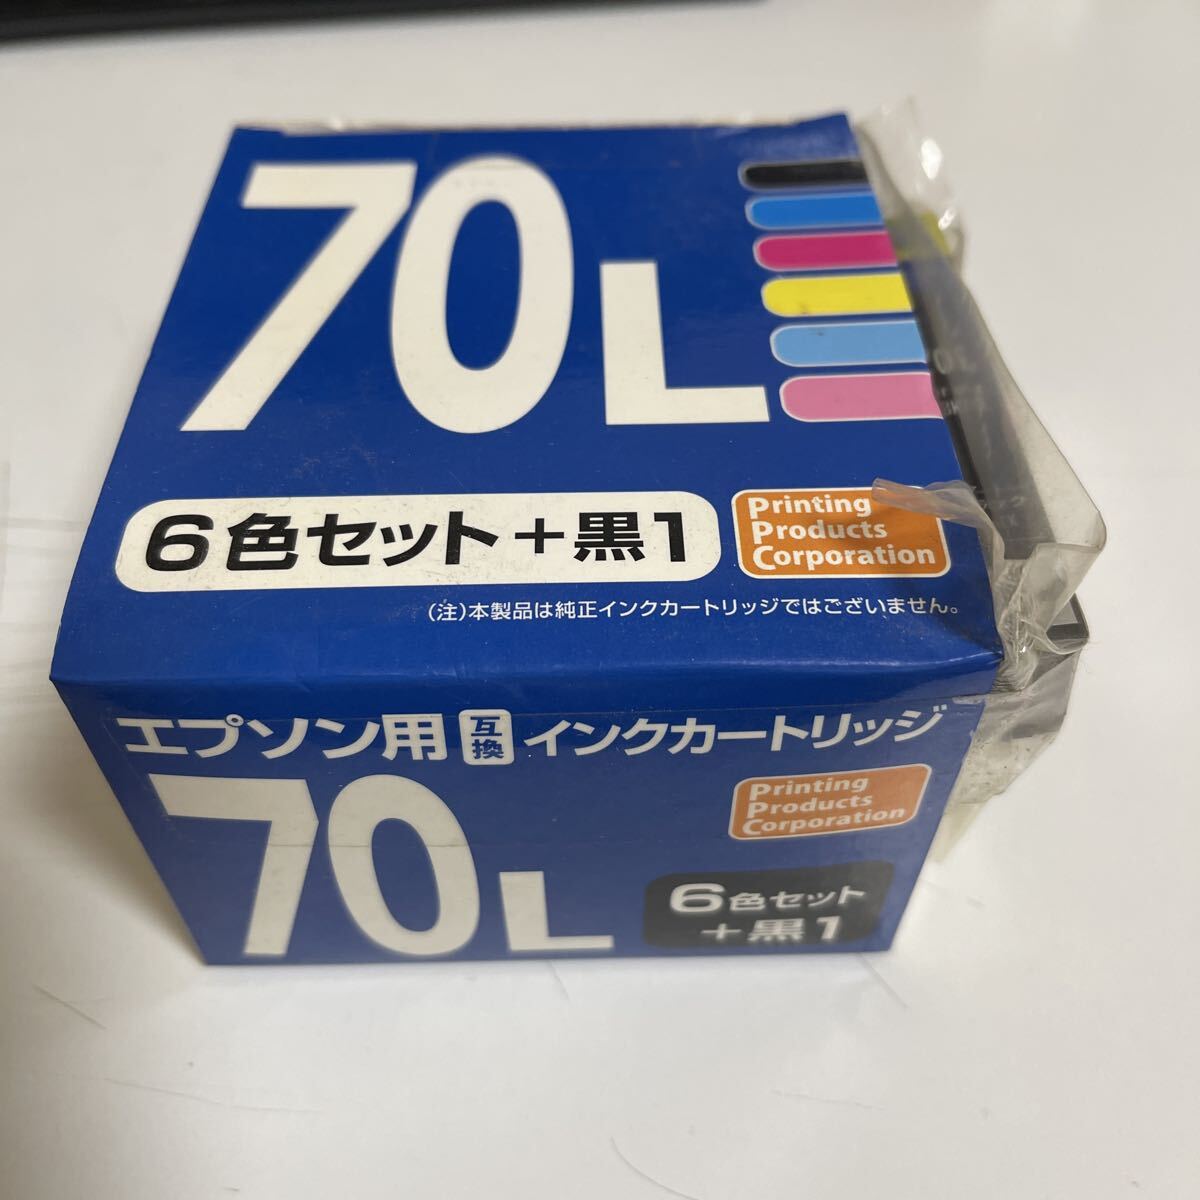 70L
6色セット+黒1
Printing
Products
Corporation
(注)本製品は純正インクカートリッジではございません。
エプソン用互換インクカートリッジ
70L
Printing
Products
Corporation
6色セット
+黒1